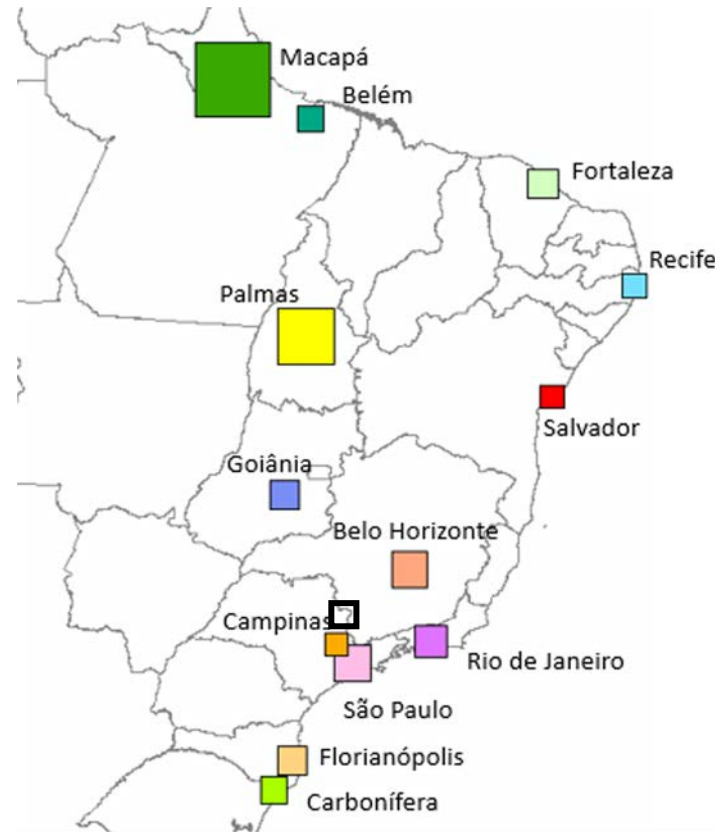 Macapá
Belém
Fortaleza
Recife
Palmas
Salvador
Goiânia
Belo Horizonte
Campinas
Rio de Janeiro
São Paulo
Florianópolis
Carbonífera